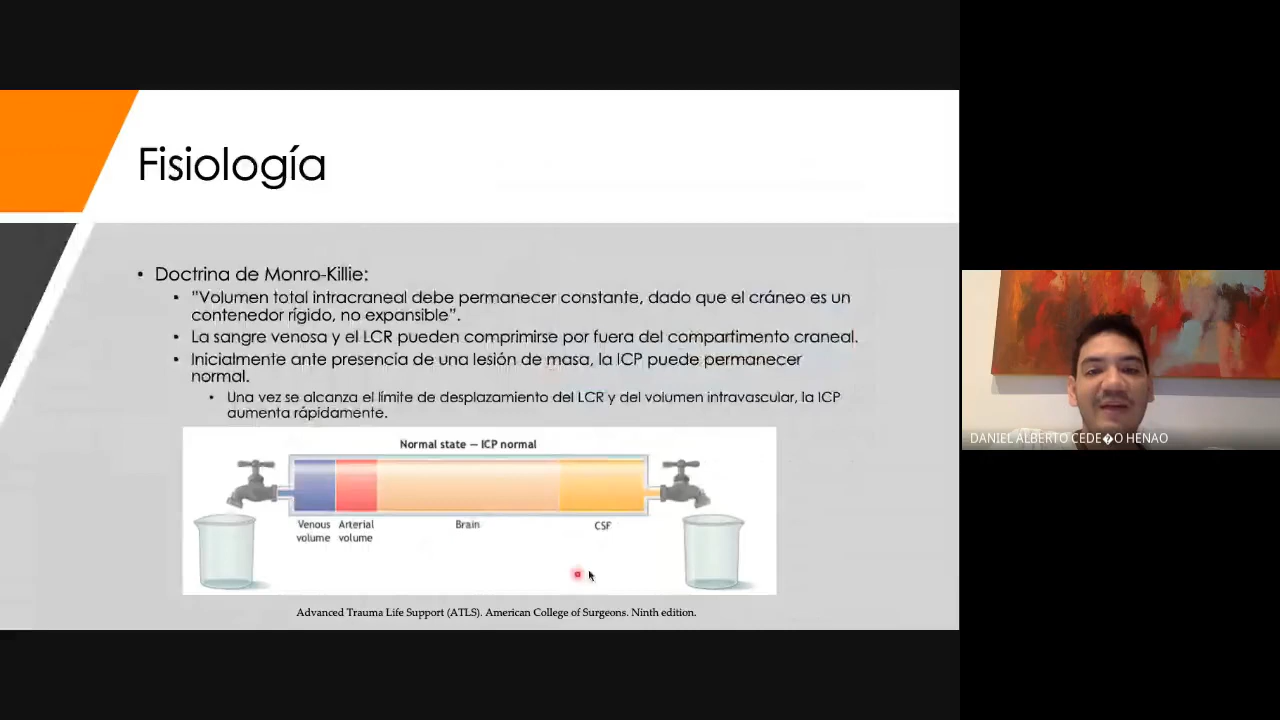 Fisiología
• Doctrina de Monro-Killie:
• "Volumen total intracraneal debe permanecer constante, dado que el cráneo es un
contenedor rígido, no expansible".
• La sangre venosa y el LCR pueden comprimirse por fuera del compartimento craneal.
• Inicialmente ante presencia de una lesión de masa, la ICP puede permanecer
normal.
• Una vez se alcanza el límite de desplazamiento del LCR y del volumen intravascular, la ICP
aumenta rápidamente.
Normal state — ICP normal
Venous
volume
Arterial
volume
Brain
CSF
Advanced Trauma Life Support (ATLS). American College of Surgeons. Ninth edition.
DANIEL ALBERTO CEDE�O HENAO